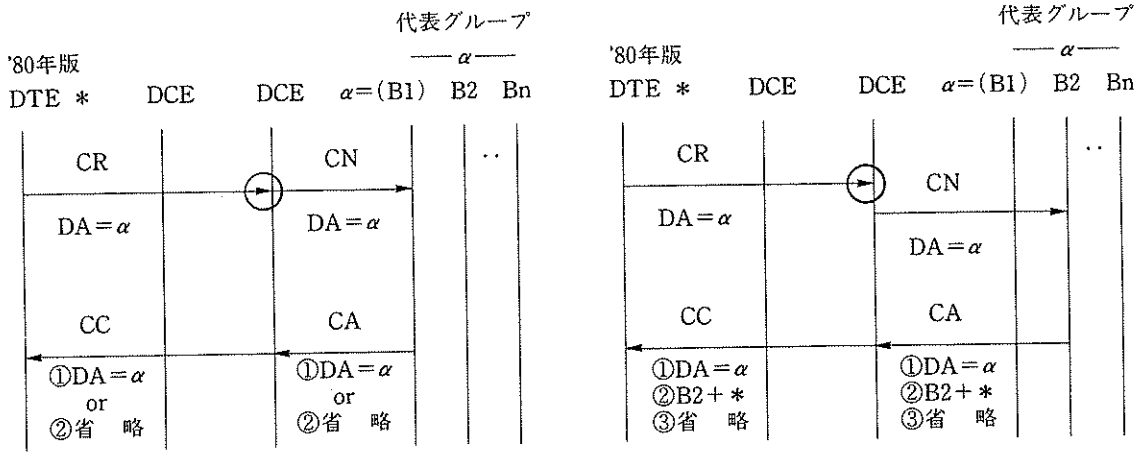 代表グループ
α
'80年版
DTE * DCE DCE α=(B1) B2 Bn
CR CN ‥
DA=α DA=α
CC CA
①DA=α ①DA=α
or or
②省 略 ②省 略
代表グループ
α
'80年版
DTE * DCE DCE α=(B1) B2 Bn
CR ‥
CN
DA=α
DA=α
CC CA
①DA=α ①DA=α
②B2+* ②B2+*
③省 略 ③省 略